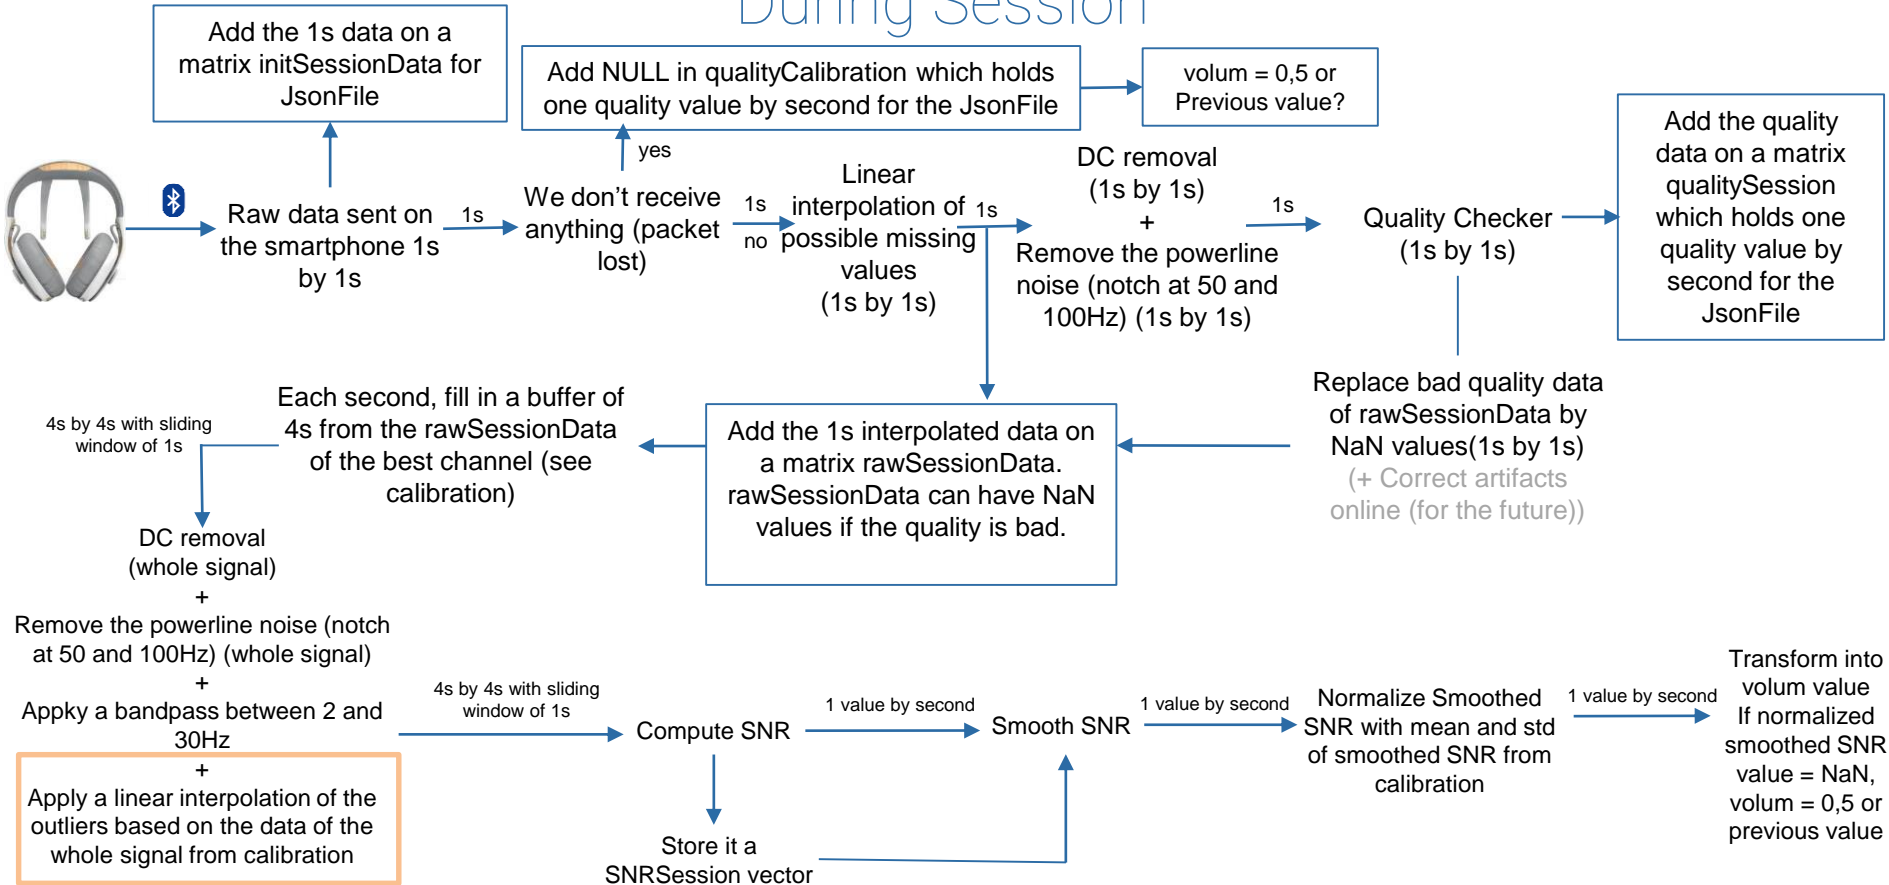 During Session
Add the 1s data on a
matrix initSessionData for
JsonFile
Add NULL in qualityCalibration which holds
one quality value by second for the JsonFile
volum = 0,5 or
Previous value?
Add the quality
data on a matrix
qualitySession
which holds one
quality value by
second for the
JsonFile
yes
Raw data sent on
the smartphone 1s
by 1s
1s
We don't receive
anything (packet
lost)
1s
no
Linear
interpolation of
possible missing
values
(1s by 1s)
1s
DC removal
(1s by 1s)
+
Remove the powerline
noise (notch at 50 and
100Hz) (1s by 1s)
1s
Quality Checker
(1s by 1s)
Replace bad quality data
of rawSessionData by
NaN values(1s by 1s)
(+ Correct artifacts
online (for the future))
Add the 1s interpolated data on
a matrix rawSessionData.
rawSessionData can have NaN
values if the quality is bad.
Each second, fill in a buffer of
4s from the rawSessionData
of the best channel (see
calibration)
4s by 4s with sliding
window of 1s
DC removal
(whole signal)
+
Remove the powerline noise (notch
at 50 and 100Hz) (whole signal)
+
Appky a bandpass between 2 and
30Hz
+
Apply a linear interpolation of the
outliers based on the data of the
whole signal from calibration
4s by 4s with sliding
window of 1s
Compute SNR
Store it a
SNRSession vector
1 value by second
Smooth SNR
1 value by second
Normalize Smoothed
SNR with mean and std
of smoothed SNR from
calibration
1 value by second
Transform into
volum value
If normalized
smoothed SNR
value = NaN,
volum = 0,5 or
previous value